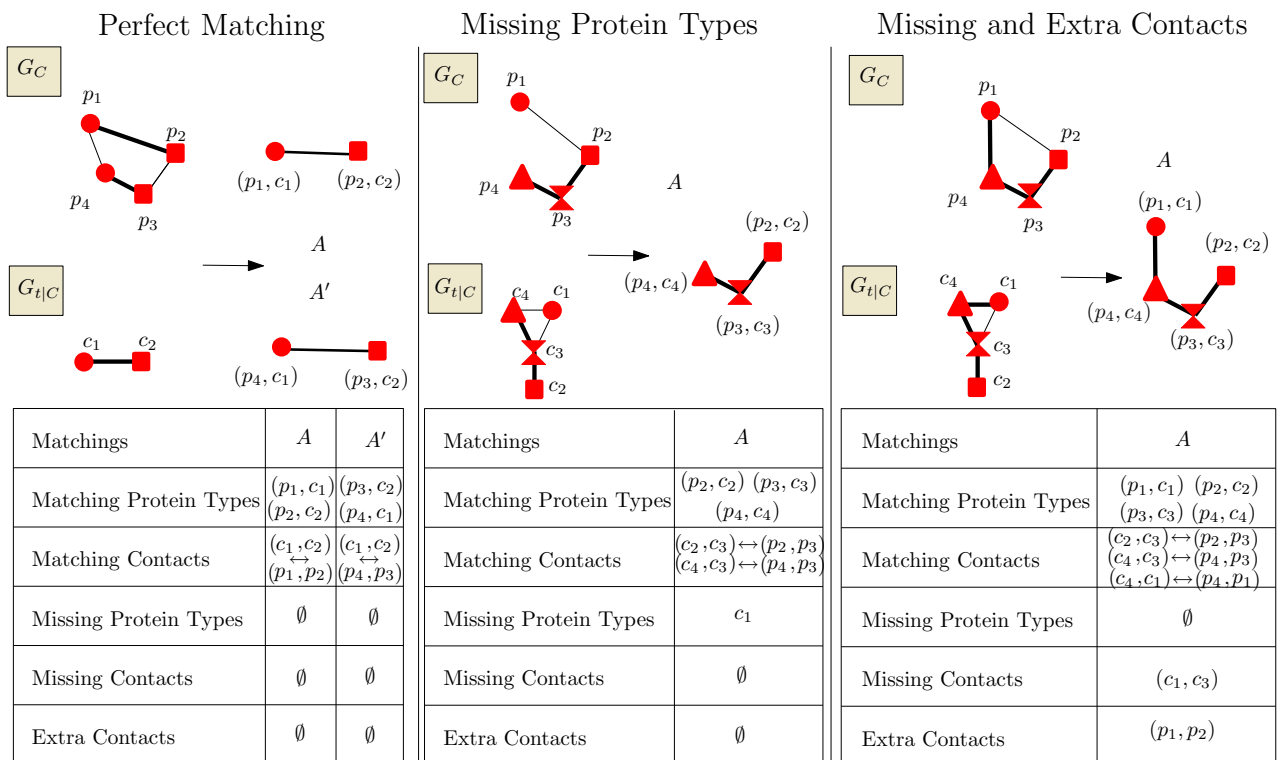 Perfect Matching
G_C
p_1
p_2
p_4
p_3
(p_1, c_1) (p_2, c_2)
A
A′
G_{t|C}
c_1 c_2
(p_4, c_1) (p_3, c_2)
Matchings A A′
Matching Protein Types (p_1, c_1) (p_3, c_2)
(p_2, c_2) (p_4, c_1)
Matching Contacts (c_1, c_2) (c_1, c_2)
↔ ↔
(p_1, p_2) (p_4, p_3)
Missing Protein Types ∅ ∅
Missing Contacts ∅ ∅
Extra Contacts ∅ ∅
Missing Protein Types
G_C
p_1
p_2
p_4
p_3
A
(p_2, c_2)
(p_4, c_4)
(p_3, c_3)
G_{t|C}
c_4 c_1
c_3
c_2
Matchings A
Matching Protein Types (p_2, c_2) (p_3, c_3)
(p_4, c_4)
Matching Contacts (c_2, c_3)↔(p_2, p_3)
(c_4, c_3)↔(p_4, p_3)
Missing Protein Types c_1
Missing Contacts ∅
Extra Contacts ∅
Missing and Extra Contacts
G_C
p_1
p_2
p_4
p_3
A
(p_1, c_1)
(p_2, c_2)
(p_4, c_4)
(p_3, c_3)
G_{t|C}
c_4 c_1
c_3
c_2
Matchings A
Matching Protein Types (p_1, c_1) (p_2, c_2)
(p_3, c_3) (p_4, c_4)
Matching Contacts (c_2, c_3)↔(p_2, p_3)
(c_4, c_3)↔(p_4, p_3)
(c_4, c_1)↔(p_4, p_1)
Missing Protein Types ∅
Missing Contacts (c_1, c_3)
Extra Contacts (p_1, p_2)